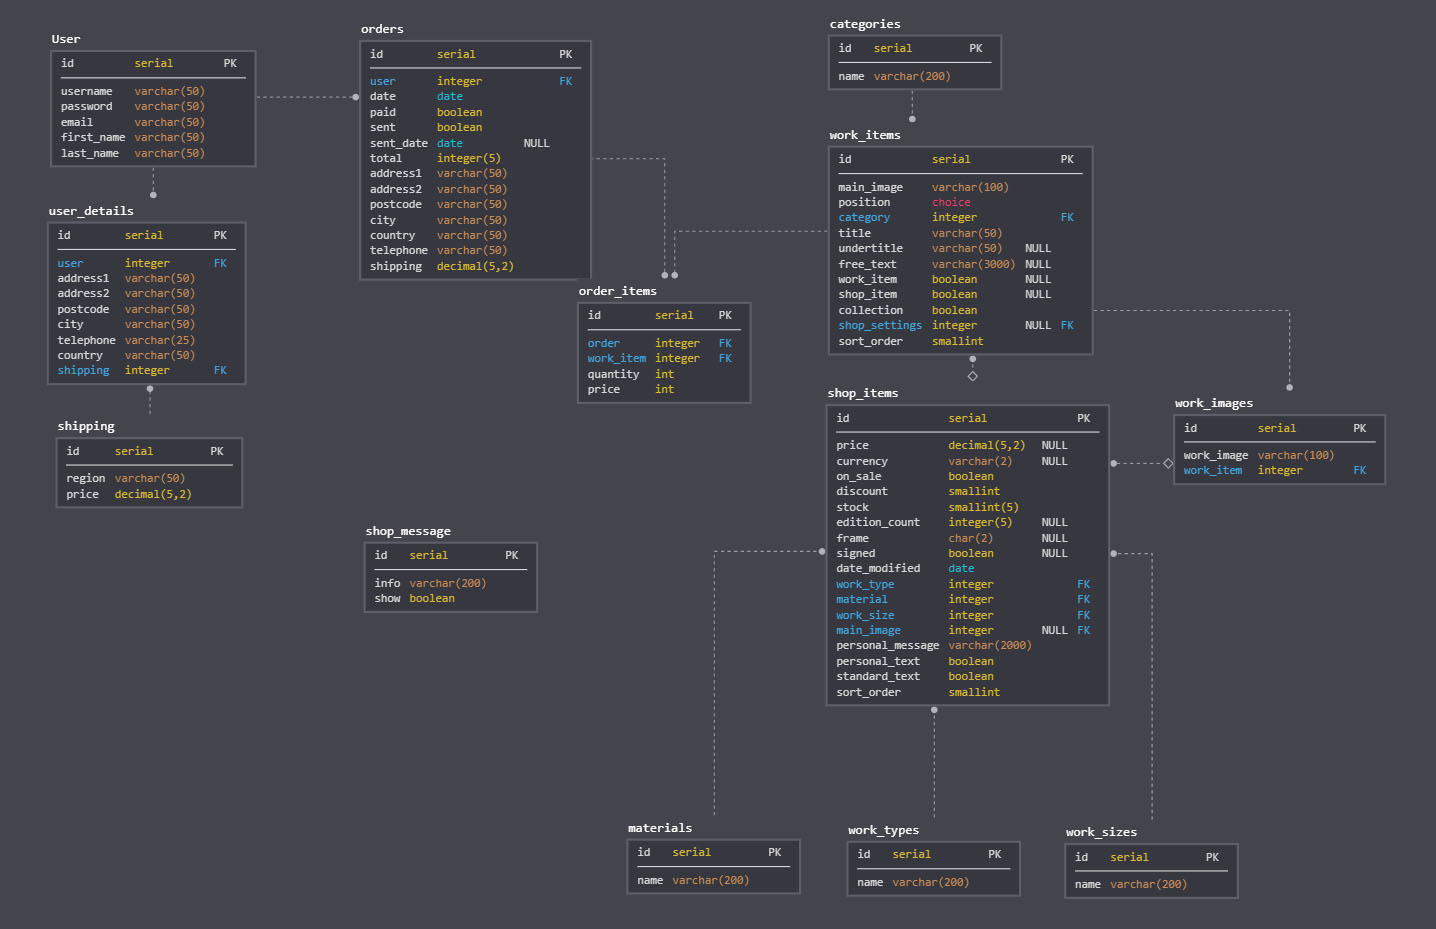 User
id serial PK
username varchar(50)
password varchar(50)
email varchar(50)
first_name varchar(50)
last_name varchar(50)
user_details
id serial PK
user integer FK
address1 varchar(50)
address2 varchar(50)
postcode varchar(50)
city varchar(50)
telephone varchar(25)
country varchar(50)
shipping integer FK
shipping
id serial PK
region varchar(50)
price decimal(5,2)
orders
id serial PK
user integer FK
date date
paid boolean
sent boolean
sent_date date NULL
total integer(5)
address1 varchar(50)
address2 varchar(50)
postcode varchar(50)
city varchar(50)
country varchar(50)
telephone varchar(50)
shipping decimal(5,2)
order_items
id serial PK
order integer FK
work_item integer FK
quantity int
price int
shop_message
id serial PK
info varchar(200)
show boolean
categories
id serial PK
name varchar(200)
work_items
id serial PK
main_image varchar(100)
position choice
category integer FK
title varchar(50)
undertitle varchar(50) NULL
free_text varchar(3000) NULL
work_item boolean NULL
shop_item boolean NULL
collection boolean
shop_settings integer NULL FK
sort_order smallint
shop_items
id serial PK
price decimal(5,2) NULL
currency varchar(2) NULL
on_sale boolean
discount smallint
stock smallint(5)
edition_count integer(5) NULL
frame char(2) NULL
signed boolean NULL
date_modified date
work_type integer FK
material integer FK
work_size integer FK
main_image integer NULL FK
personal_message varchar(2000)
personal_text boolean
standard_text boolean
sort_order smallint
work_images
id serial PK
work_image varchar(100)
work_item integer FK
materials
id serial PK
name varchar(200)
work_types
id serial PK
name varchar(200)
work_sizes
id serial PK
name varchar(200)